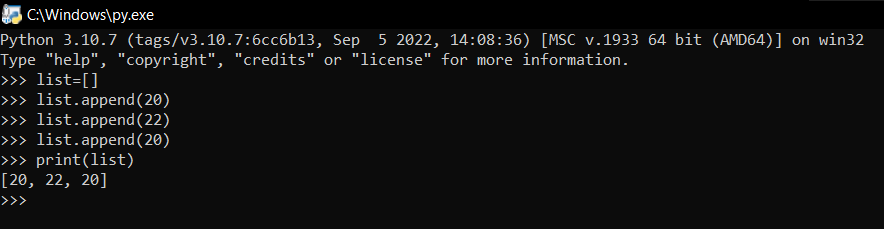 C:\Windows\py.exe
Python 3.10.7 (tags/v3.10.7:6cc6b13, Sep  5 2022, 14:08:36) [MSC v.1933 64 bit (AMD64)] on win32
Type "help", "copyright", "credits" or "license" for more information.
>>> list=[]
>>> list.append(20)
>>> list.append(22)
>>> list.append(20)
>>> print(list)
[20, 22, 20]
>>>